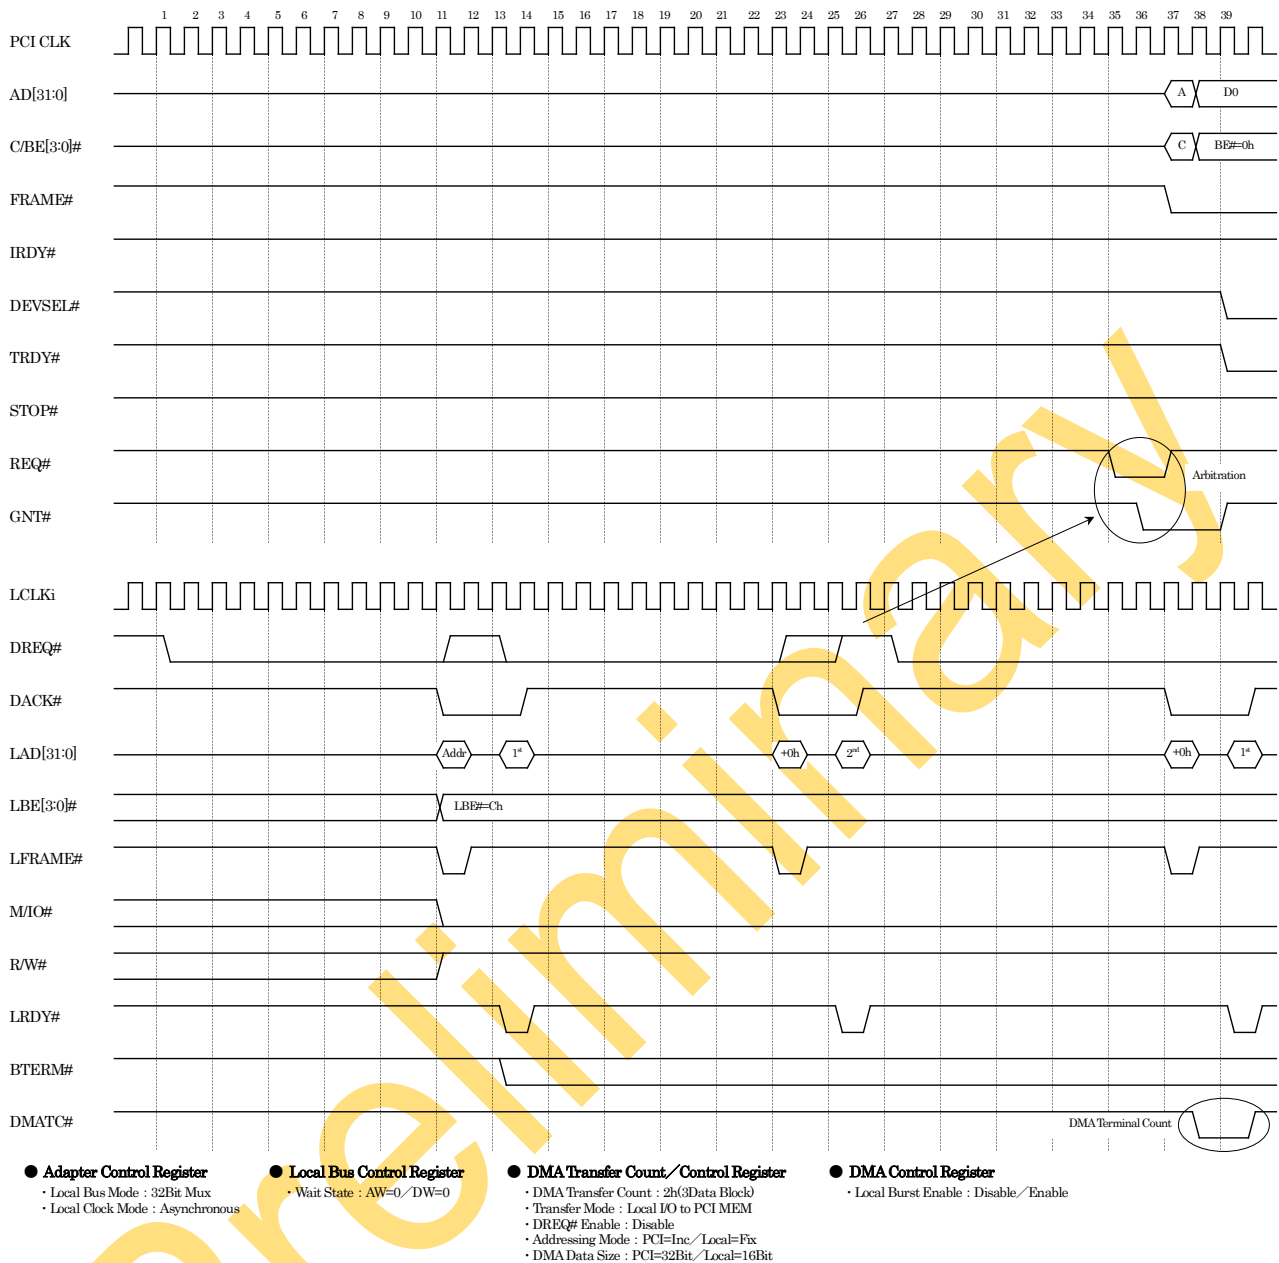 1 2 3 4 5 6 7 8 9 10 11 12 13 14 15 16 17 18 19 20 21 22 23 24 25 26 27 28 29 30 31 32 33 34 35 36 37 38 39
PCI CLK
AD[31:0] A D0
C/BE[3:0]# C BE#=0h
FRAME#
IRDY#
DEVSEL#
TRDY#
STOP#
REQ#
Arbitration
GNT#
LCLKi
DREQ#
DACK#
LAD[31:0] Addr 1st +0h 2nd +0h 1st
LBE[3:0]# LBE#=Ch
LFRAME#
M/IO#
R/W#
LRDY#
BTERM#
DMATC# DMA Terminal Count
● Adapter Control Register
・Local Bus Mode : 32Bit Mux
・Local Clock Mode : Asynchronous
● Local Bus Control Register
・Wait State : AW=0／DW=0
● DMA Transfer Count／Control Register
・DMA Transfer Count : 2h(3Data Block)
・Transfer Mode : Local I/O to PCI MEM
・DREQ# Enable : Disable
・Addressing Mode : PCI=Inc／Local=Fix
・DMA Data Size : PCI=32Bit／Local=16Bit
● DMA Control Register
・Local Burst Enable : Disable／Enable
Preliminary